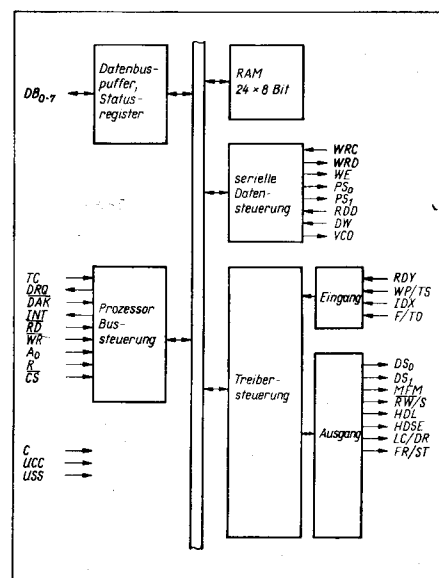 DB0-7
Datenbus-
puffer,
Status-
register
RAM
24 × 8 Bit
serielle
Daten-
steuerung
WRC
WRD
WE
PS0
PS1
RDD
DW
VCO
TC
DRQ
DAK
INT
RD
WR
A0
R
CS
Prozessor
Bus-
steuerung
Treiber-
steuerung
Eingang
RDY
WP/TS
IDX
F/TO
Ausgang
DS0
DS1
MFM
RW/S
HDL
HDSE
LC/DR
FR/ST
C
UCC
USS